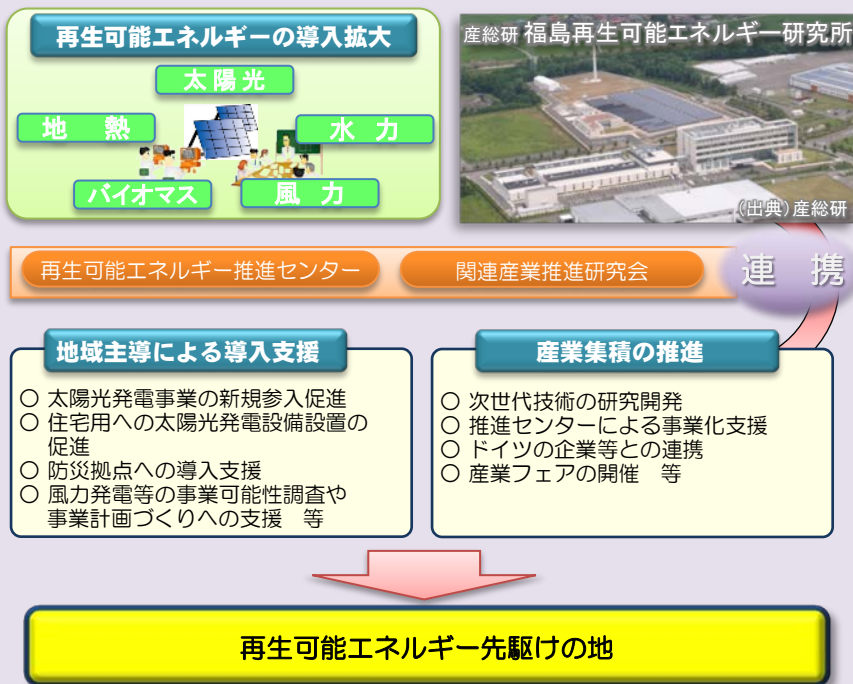 再生可能エネルギーの導入拡大
太陽光
地　熱
水　力
バイオマス
風　力
産総研 福島再生可能エネルギー研究所
(出典)産総研
再生可能エネルギー推進センター
関連産業推進研究会
連　携
地域主導による導入支援
○ 太陽光発電事業の新規参入促進
○ 住宅用への太陽光発電設備設置の
促進
○ 防災拠点への導入支援
○ 風力発電等の事業可能性調査や
事業計画づくりへの支援　等
産業集積の推進
○ 次世代技術の研究開発
○ 推進センターによる事業化支援
○ ドイツの企業等との連携
○ 産業フェアの開催　等
再生可能エネルギー先駆けの地